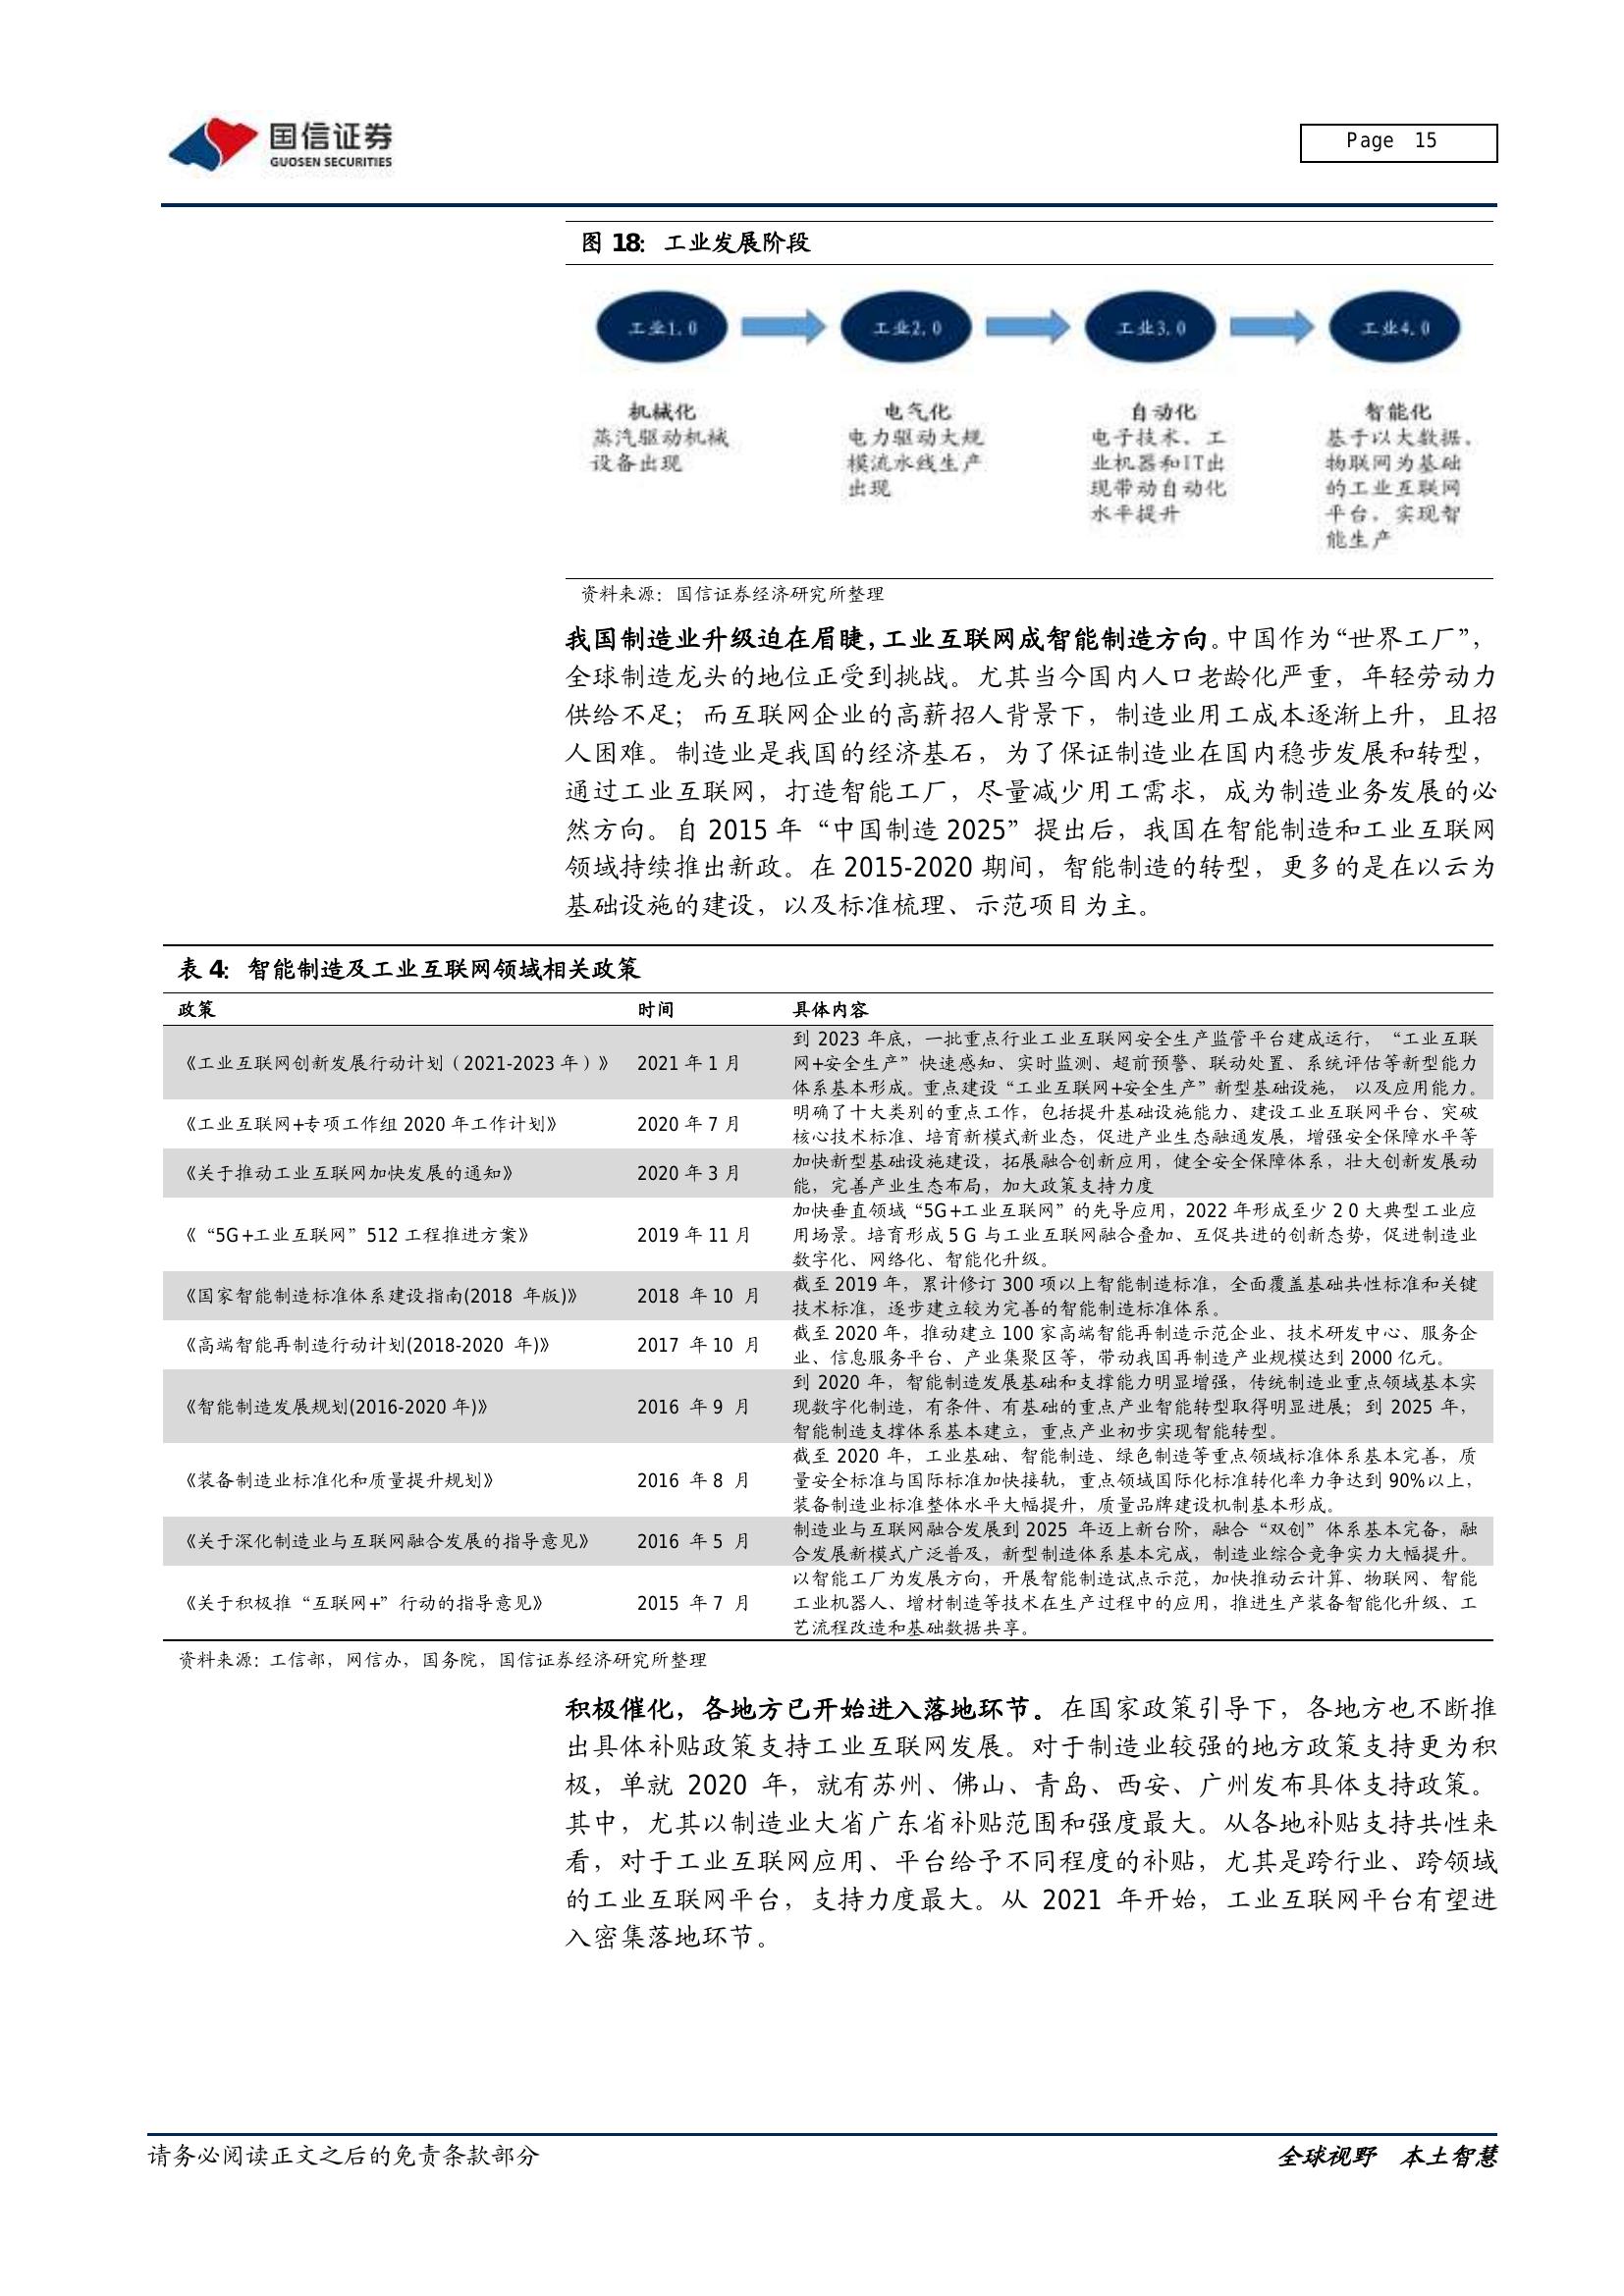 国信证券
GUOSEN SECURITIES
Page 15
图 18: 工业发展阶段
工业1.0
工业2.0
工业3.0
工业4.0
机械化
蒸汽驱动机械
设备出现
电气化
电力驱动大规
模流水线生产
出现
自动化
电子技术、工
业机器和IT出
现带动自动化
水平提升
智能化
基于以大数据、
物联网为基础
的工业互联网
平台，实现智
能生产
资料来源：国信证券经济研究所整理
我国制造业升级迫在眉睫，工业互联网成智能制造方向。中国作为“世界工厂”，
全球制造龙头的地位正受到挑战。尤其当今国内人口老龄化严重，年轻劳动力
供给不足；而互联网企业的高薪招人背景下，制造业用工成本逐渐上升，且招
人困难。制造业是我国的经济基石，为了保证制造业在国内稳步发展和转型，
通过工业互联网，打造智能工厂，尽量减少用工需求，成为制造业务发展的必
然方向。自 2015 年“中国制造 2025”提出后，我国在智能制造和工业互联网
领域持续推出新政。在 2015-2020 期间，智能制造的转型，更多的是在以云为
基础设施的建设，以及标准梳理、示范项目为主。
表 4: 智能制造及工业互联网领域相关政策
政策 时间 具体内容
《工业互联网创新发展行动计划（2021-2023 年）》 2021 年 1 月
到 2023 年底，一批重点行业工业互联网安全生产监管平台建成运行， “工业互联
网+安全生产”快速感知、实时监测、超前预警、联动处置、系统评估等新型能力
体系基本形成。重点建设“工业互联网+安全生产”新型基础设施， 以及应用能力。
《工业互联网+专项工作组 2020 年工作计划》 2020 年 7 月
明确了十大类别的重点工作，包括提升基础设施能力、建设工业互联网平台、突破
核心技术标准、培育新模式新业态，促进产业生态融通发展，增强安全保障水平等
《关于推动工业互联网加快发展的通知》 2020 年 3 月
加快新型基础设施建设，拓展融合创新应用，健全安全保障体系，壮大创新发展动
能，完善产业生态布局，加大政策支持力度
《 “5G+工业互联网”512 工程推进方案》 2019 年 11 月
加快垂直领域“5G+工业互联网”的先导应用，2022 年形成至少 2 0 大典型工业应
用场景。培育形成 5 G 与工业互联网融合叠加、互促共进的创新态势，促进制造业
数字化、网络化、智能化升级。
《国家智能制造标准体系建设指南(2018 年版)》 2018 年 10 月
截至 2019 年，累计修订 300 项以上智能制造标准，全面覆盖基础共性标准和关键
技术标准，逐步建立较为完善的智能制造标准体系。
《高端智能再制造行动计划(2018-2020 年)》 2017 年 10 月
截至 2020 年，推动建立 100 家高端智能再制造示范企业、技术研发中心、服务企
业、信息服务平台、产业集聚区等，带动我国再制造产业规模达到 2000 亿元。
《智能制造发展规划(2016-2020 年)》 2016 年 9 月
到 2020 年，智能制造发展基础和支撑能力明显增强，传统制造业重点领域基本实
现数字化制造，有条件、有基础的重点产业智能转型取得明显进展；到 2025 年，
智能制造支撑体系基本建立，重点产业初步实现智能转型。
《装备制造业标准化和质量提升规划》 2016 年 8 月
截至 2020 年，工业基础、智能制造、绿色制造等重点领域标准体系基本完善，质
量安全标准与国际标准加快接轨，重点领域国际化标准转化率力争达到 90%以上，
装备制造业标准整体水平大幅提升，质量品牌建设机制基本形成。
《关于深化制造业与互联网融合发展的指导意见》 2016 年 5 月
制造业与互联网融合发展到 2025 年迈上新台阶，融合“双创”体系基本完备，融
合发展新模式广泛普及，新型制造体系基本完成，制造业综合竞争实力大幅提升。
《关于积极推“互联网+”行动的指导意见》 2015 年 7 月
以智能工厂为发展方向，开展智能制造试点示范，加快推动云计算、物联网、智能
工业机器人、增材制造等技术在生产过程中的应用，推进生产装备智能化升级、工
艺流程改造和基础数据共享。
资料来源: 工信部，网信办，国务院，国信证券经济研究所整理
积极催化，各地方已开始进入落地环节。在国家政策引导下，各地方也不断推
出具体补贴政策支持工业互联网发展。对于制造业较强的地方政策支持更为积
极，单就 2020 年，就有苏州、佛山、青岛、西安、广州发布具体支持政策。
其中，尤其以制造业大省广东省补贴范围和强度最大。从各地补贴支持共性来
看，对于工业互联网应用、平台给予不同程度的补贴，尤其是跨行业、跨领域
的工业互联网平台，支持力度最大。从 2021 年开始，工业互联网平台有望进
入密集落地环节。
请务必阅读正文之后的免责条款部分
全球视野 本土智慧